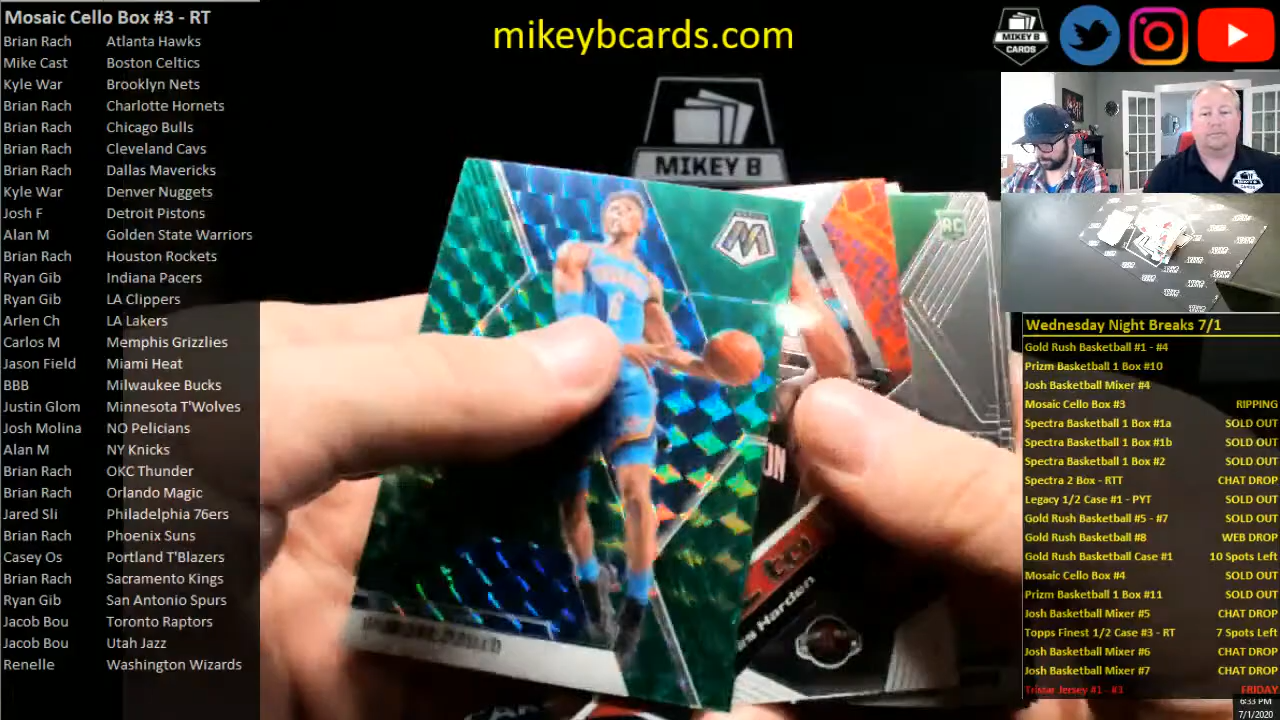 Mosaic Cello Box #3 - RT
Brian Rach Atlanta Hawks
Mike Cast Boston Celtics
Kyle War Brooklyn Nets
Brian Rach Charlotte Hornets
Brian Rach Chicago Bulls
Brian Rach Cleveland Cavs
Brian Rach Dallas Mavericks
Kyle War Denver Nuggets
Josh F Detroit Pistons
Alan M Golden State Warriors
Brian Rach Houston Rockets
Ryan Gib Indiana Pacers
Ryan Gib LA Clippers
Arlen Ch LA Lakers
Carlos M Memphis Grizzlies
Jason Field Miami Heat
BBB Milwaukee Bucks
Justin Glom Minnesota T'Wolves
Josh Molina NO Pelicians
Alan M NY Knicks
Brian Rach OKC Thunder
Brian Rach Orlando Magic
Jared Sli Philadelphia 76ers
Brian Rach Phoenix Suns
Casey Os Portland T'Blazers
Brian Rach Sacramento Kings
Ryan Gib San Antonio Spurs
Jacob Bou Toronto Raptors
Jacob Bou Utah Jazz
Renelle Washington Wizards
mikeybcards.com
MIKEY B
CARDS
MIKEY B
RC
Harden
Wednesday Night Breaks 7/1
Gold Rush Basketball #1 - #4
Prizm Basketball 1 Box #10
Josh Basketball Mixer #4
Mosaic Cello Box #3 RIPPING
Spectra Basketball 1 Box #1a SOLD OUT
Spectra Basketball 1 Box #1b SOLD OUT
Spectra Basketball 1 Box #2 SOLD OUT
Spectra 2 Box - RTT CHAT DROP
Legacy 1/2 Case #1 - PYT SOLD OUT
Gold Rush Basketball #5 - #7 SOLD OUT
Gold Rush Basketball #8 WEB DROP
Gold Rush Basketball Case #1 10 Spots Left
Mosaic Cello Box #4 SOLD OUT
Prizm Basketball 1 Box #11 SOLD OUT
Josh Basketball Mixer #5 CHAT DROP
Topps Finest 1/2 Case #3 - RT 7 Spots Left
Josh Basketball Mixer #6 CHAT DROP
Josh Basketball Mixer #7 CHAT DROP
Tristar Jersey #1 - #3 FRIDAY
6:33 PM
7/1/2020